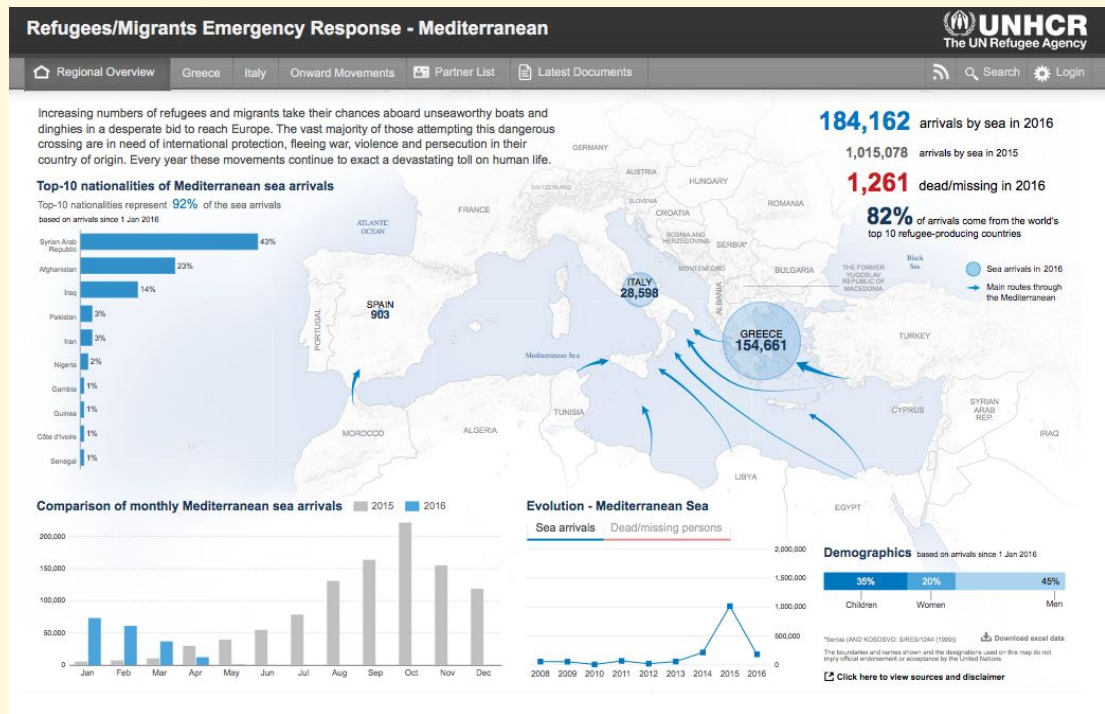 Refugees/Migrants Emergency Response - Mediterranean
UNHCR
The UN Refugee Agency
Regional Overview
Greece
Italy
Onward Movements
Partner List
Latest Documents
Search
Login
Increasing numbers of refugees and migrants take their chances aboard unseaworthy boats and
dinghies in a desperate bid to reach Europe. The vast majority of those attempting this dangerous
crossing are in need of international protection, fleeing war, violence and persecution in their
country of origin. Every year these movements continue to exact a devastating toll on human life.
184,162 arrivals by sea in 2016
1,015,078 arrivals by sea in 2015
1,261 dead/missing in 2016
82% of arrivals come from the world's
top 10 refugee-producing countries
Sea arrivals in 2016
Main routes through
the Mediterranean
Top-10 nationalities of Mediterranean sea arrivals
Top-10 nationalities represent 92% of the sea arrivals
based on arrivals since 1 Jan 2016
Syrian Arab
Republic
43%
Afghanistan
23%
Iraq
14%
Pakistan
3%
Iran
3%
Nigeria
2%
Gambia
1%
Guinea
1%
Côte d'Ivoire
1%
Senegal
1%
GERMANY
AUSTRIA
SWITZERLAND
HUNGARY
SLOVENIA
CROATIA
ROMANIA
FRANCE
ATLANTIC
OCEAN
BOSNIA AND
HERZEGOVINA
SERBIA*
MONTENEGRO
BULGARIA
THE FORMER
YUGOSLAV
REPUBLIC OF
MACEDONIA
Black
Sea
ALBANIA
ITALY
28,598
SPAIN
903
PORTUGAL
GREECE
154,661
TURKEY
Mediterranean Sea
SYRIAN
ARAB
REP.
CYPRUS
IRAQ
TUNISIA
MOROCCO
ALGERIA
LIBYA
EGYPT
Comparison of monthly Mediterranean sea arrivals
2015
2016
200,000
150,000
100,000
50,000
0
Jan
Feb
Mar
Apr
May
Jun
Jul
Aug
Sep
Oct
Nov
Dec
Evolution - Mediterranean Sea
Sea arrivals
Dead/missing persons
2,000,000
1,500,000
1,000,000
500,000
0
2008
2009
2010
2011
2012
2013
2014
2015
2016
Demographics based on arrivals since 1 Jan 2016
35%
20%
45%
Children
Women
Men
*Serbia (AND KOSOSVO: S/RES/1244 (1999))
Download excel data
The boundaries and names shown and the designations used on this map do not
imply official endorsement or acceptance by the United Nations
Click here to view sources and disclaimer